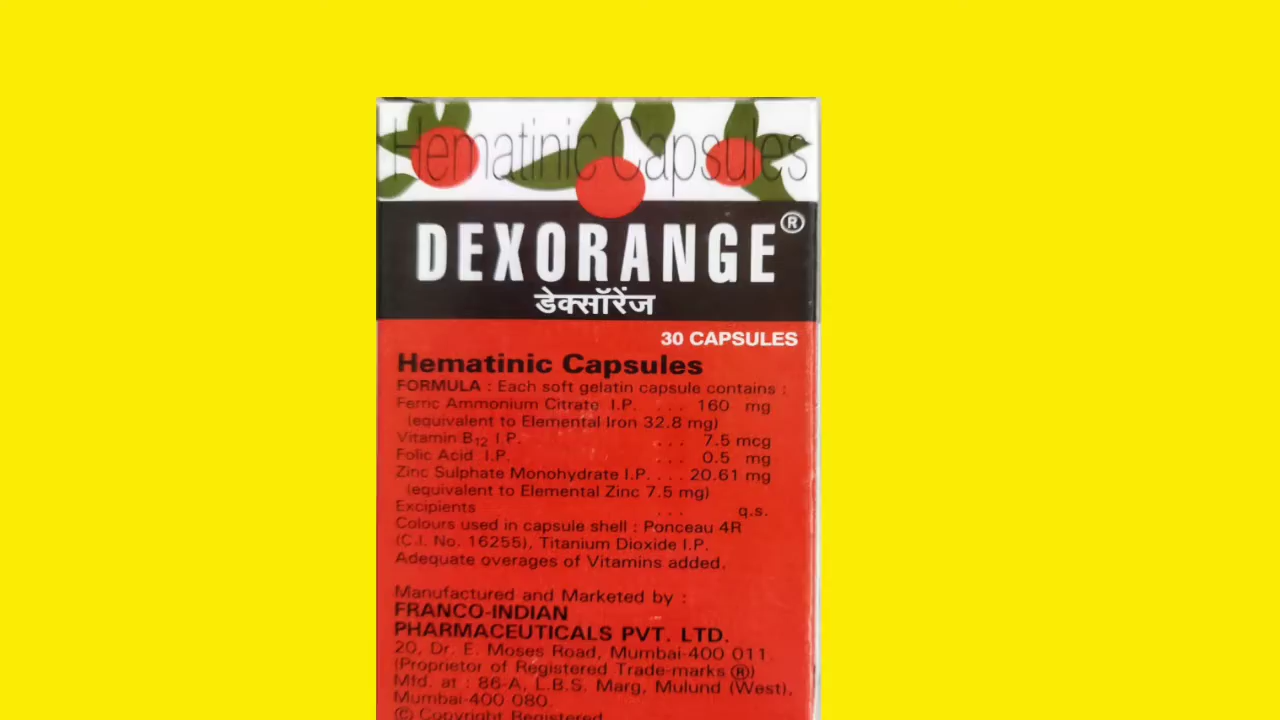 Hematinic Capsules
DEXORANGE®
डेक्सॉरेंज
30 CAPSULES
Hematinic Capsules
FORMULA : Each soft gelatin capsule contains :
Ferric Ammonium Citrate I.P. . . . 160 mg
(equivalent to Elemental Iron 32.8 mg)
Vitamin B12 I.P. . . . 7.5 mcg
Folic Acid I.P. . . . 0.5 mg
Zinc Sulphate Monohydrate I.P. . . . 20.61 mg
(equivalent to Elemental Zinc 7.5 mg)
Excipients . . . q.s.
Colours used in capsule shell : Ponceau 4R
(C.I. No. 16255), Titanium Dioxide I.P.
Adequate overages of Vitamins added.
Manufactured and Marketed by :
FRANCO-INDIAN
PHARMACEUTICALS PVT. LTD.
20, Dr. E. Moses Road, Mumbai-400 011.
(Proprietor of Registered Trade-marks ®)
Mfd. at : 86-A, L.B.S. Marg, Mulund (West),
Mumbai-400 080.
© Copyright Registered